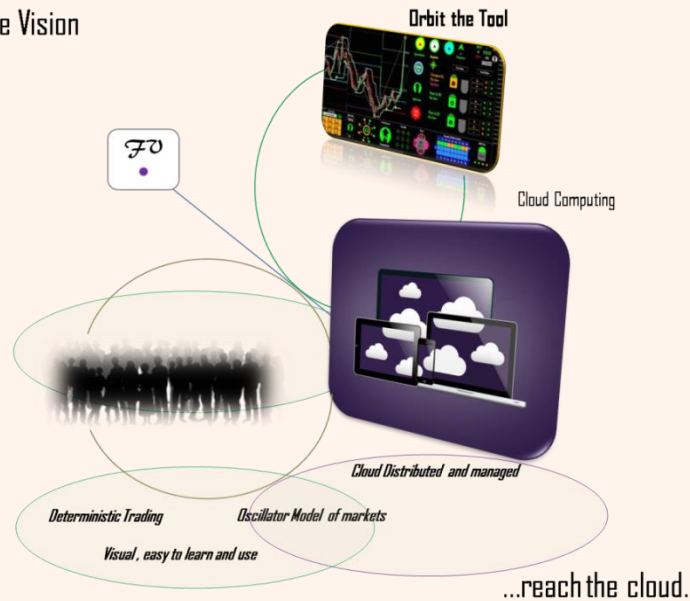 e Vision
Orbit the Tool
FV
Cloud Computing
Cloud Distributed and managed
Deterministic Trading
Oscillator Model of markets
Visual, easy to learn and use
...reach the cloud.